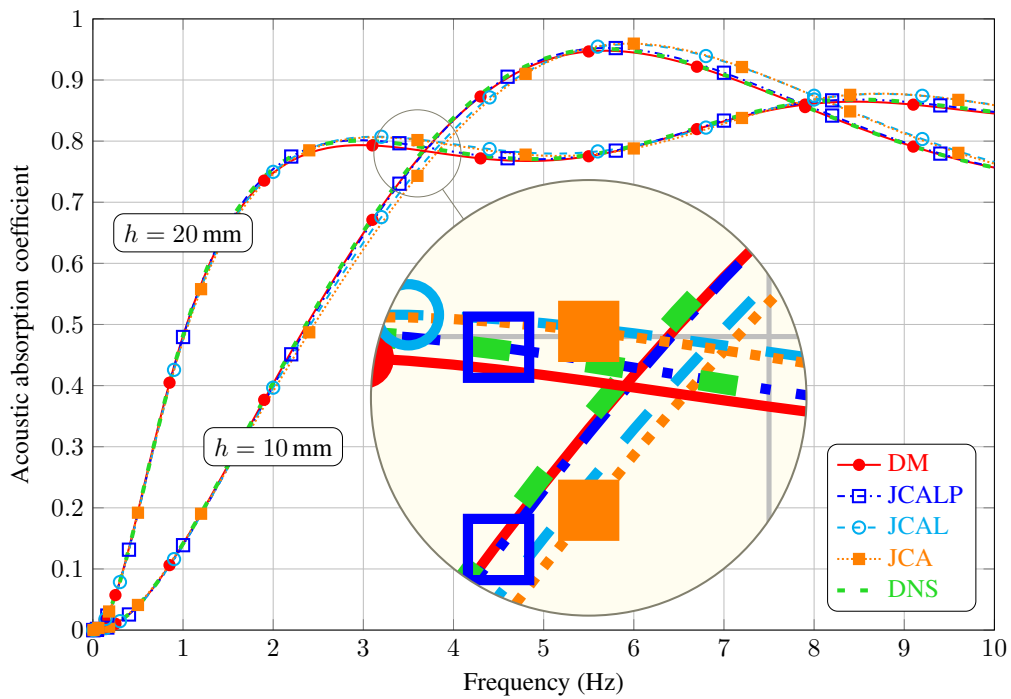 1
0.9
0.8
0.7
0.6
0.5
0.4
0.3
0.2
0.1
0
Acoustic absorption coefficient
h = 20 mm
h = 10 mm
DM
JCALP
JCAL
JCA
DNS
0 1 2 3 4 5 6 7 8 9 10
Frequency (Hz)